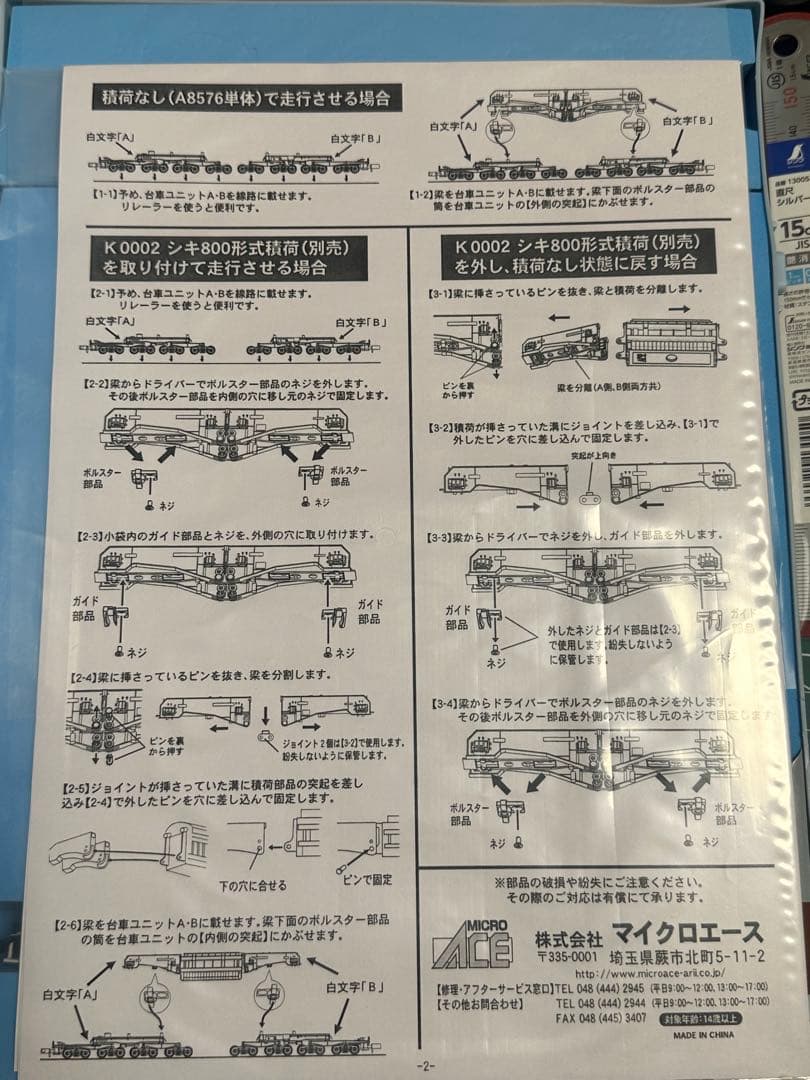 積荷なし(A8576単体)で走行させる場合
白文字「A」
白文字「B」
【1-1】予め、台車ユニットA・Bを線路に載せます。
リレーラーを使うと便利です。
白文字「A」
白文字「B」
【1-2】梁を台車ユニットA・Bに載せます。梁下面のボルスター部品の
筒を台車ユニットの【外側の突起】にかぶせます。
K0002 シキ800形式積荷(別売)
を取り付けて走行させる場合
【2-1】予め、台車ユニットA・Bを線路に載せます。
リレーラーを使うと便利です。
白文字「A」
白文字「B」
【2-2】梁からドライバーでボルスター部品のネジを外します。
その後ボルスター部品を内側の穴に移し元のネジで固定します。
ボルスター
部品
ネジ
ボルスター
部品
ネジ
【2-3】小袋内のガイド部品とネジを、外側の穴に取り付けます。
ガイド
部品
ネジ
ガイド
部品
ネジ
【2-4】梁に挿さっているピンを抜き、梁を分割します。
ピンを裏
から押す
ジョイント2個は【3-2】で使用します。
紛失しないように保管します。
【2-5】ジョイントが挿さっていた溝に積荷部品の突起を差し
込み【2-4】で外したピンを穴に差し込んで固定します。
下の穴に合せる
ピンで固定
【2-6】梁を台車ユニットA・Bに載せます。梁下面のボルスター部品
の筒を台車ユニットの【内側の突起】にかぶせます。
白文字「A」
白文字「B」
K0002 シキ800形式積荷(別売)
を外し、積荷なし状態に戻す場合
【3-1】梁に挿さっているピンを抜き、梁と積荷を分離します。
ピンを裏
から押す
梁を分離(A側、B側両方共)
【3-2】積荷が挿さっていた溝にジョイントを差し込み、【3-1】で
外したピンを穴に差し込んで固定します。
突起が上向き
【3-3】梁からドライバーでネジを外し、ガイド部品を外します。
ガイド
部品
ネジ
外したネジとガイド部品は【2-3】
で使用します。紛失しないよう
に保管します。
ガイド
部品
ネジ
【3-4】梁からドライバーでボルスター部品のネジを外します。
その後ボルスター部品を外側の穴に移し元のネジで固定します
ボルスター
部品
ネジ
ボルスター
部品
ネジ
※部品の破損や紛失にご注意ください。
その際のご対応は有償にて承ります。
MICRO
ACE
株式会社 マイクロエース
〒335-0001 埼玉県蕨市北町5-11-2
http://www.microace-arii.co.jp/
【修理・アフターサービス窓口】TEL 048 (444) 2945 (平日9:00~12:00、13:00~17:00)
【その他お問合わせ】 TEL 048 (444) 2944 (平日9:00~12:00、13:00~17:00)
FAX 048 (445) 3407 対象年齢:14歳以上
MADE IN CHINA
-2-
JIS
150
140
直尺
シルバー
15c
JIS